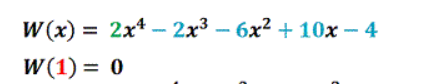 W(x) = 2x⁴ − 2x³ − 6x² + 10x − 4
W(1) = 0